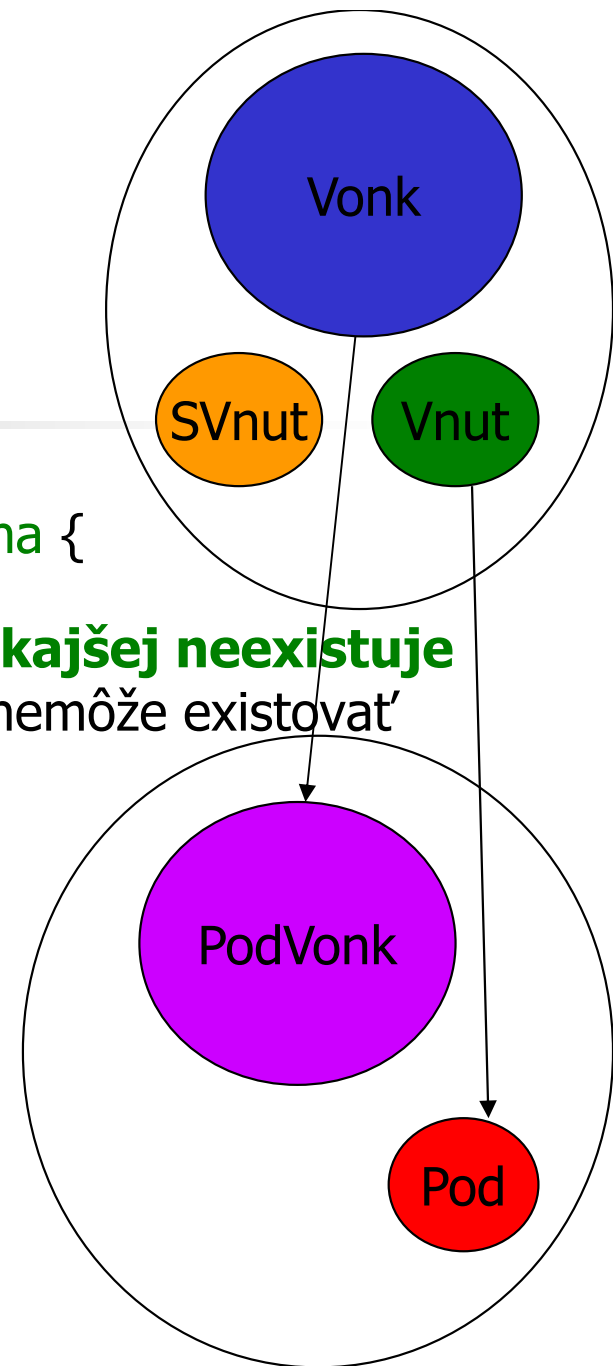 Vonk
SVnut Vnut
na {
kajšej neexistuje
nemôže existovať
PodVonk
Pod